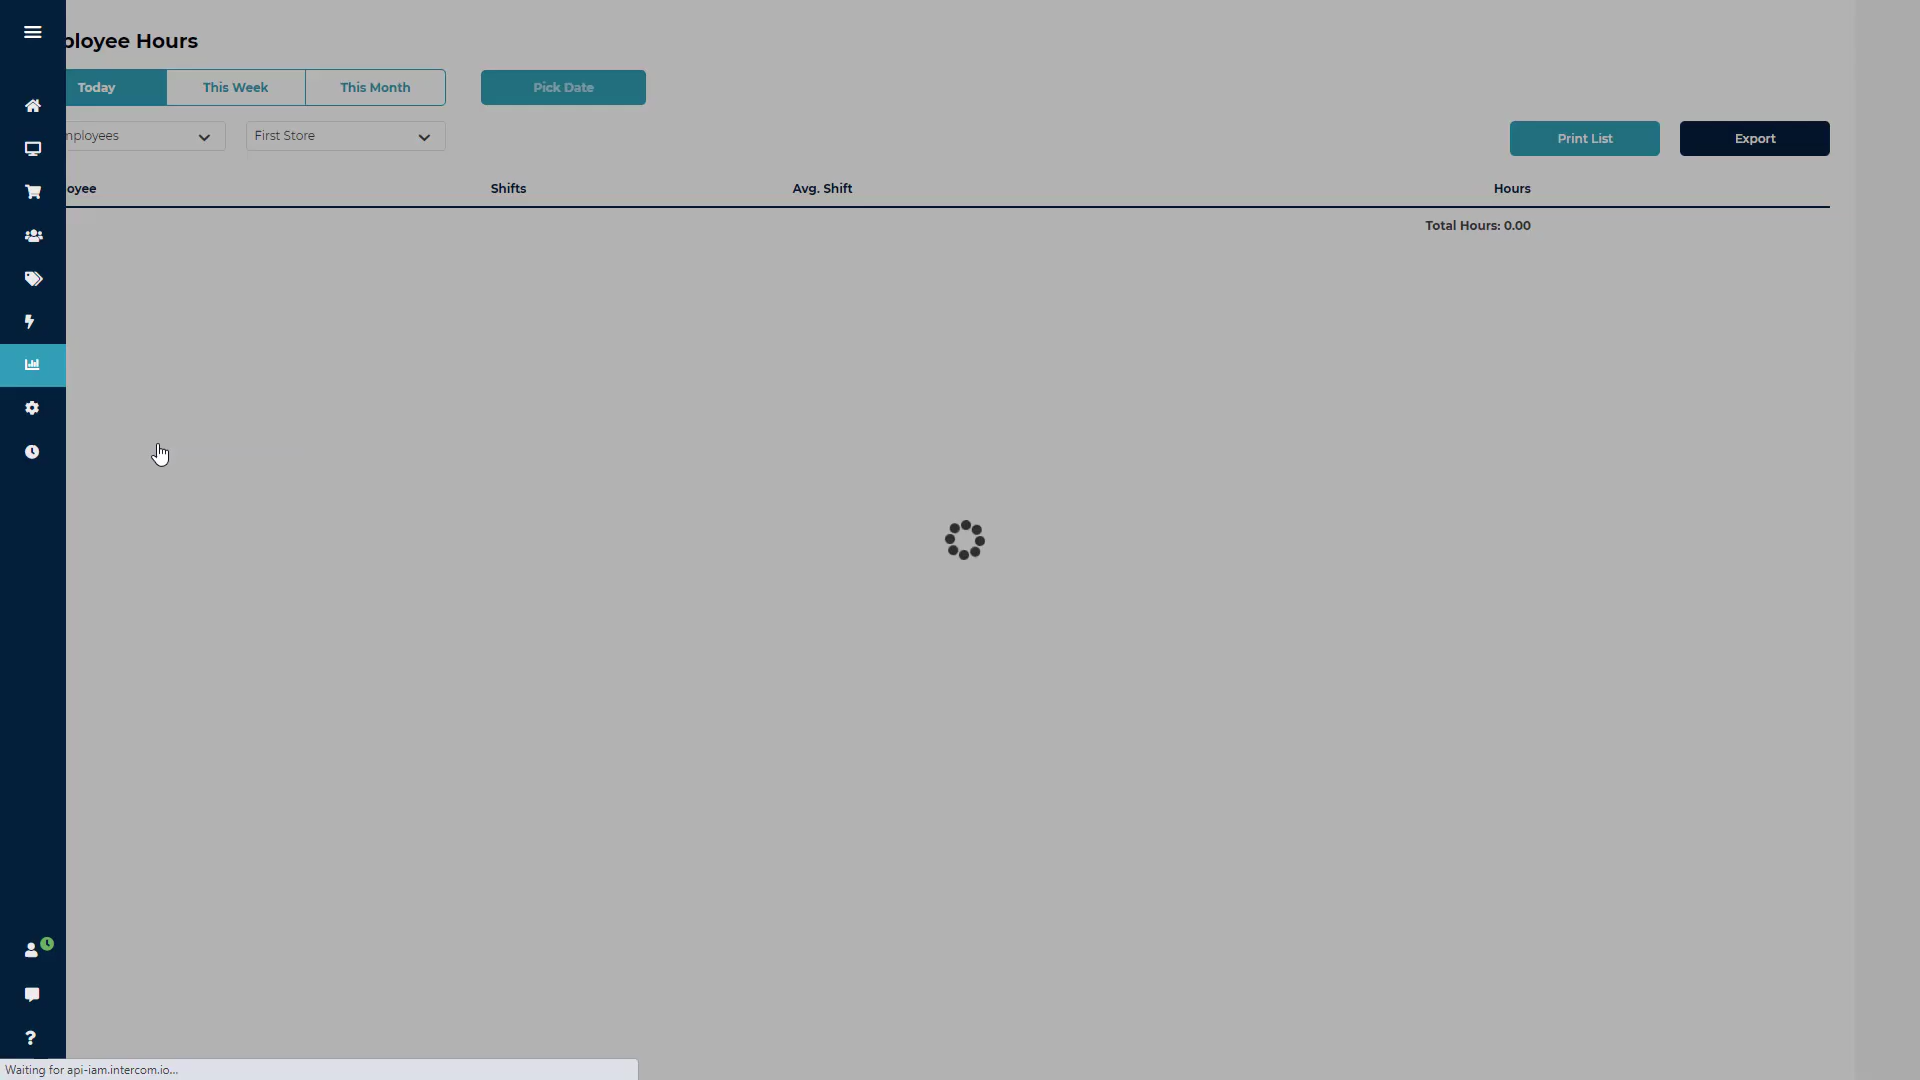 ployee Hours
Today
This Week
This Month
Pick Date
mployees
First Store
Print List
Export
oyee
Shifts
Avg. Shift
Hours
Total Hours: 0.00
?
Waiting for api-iam.intercom.io...